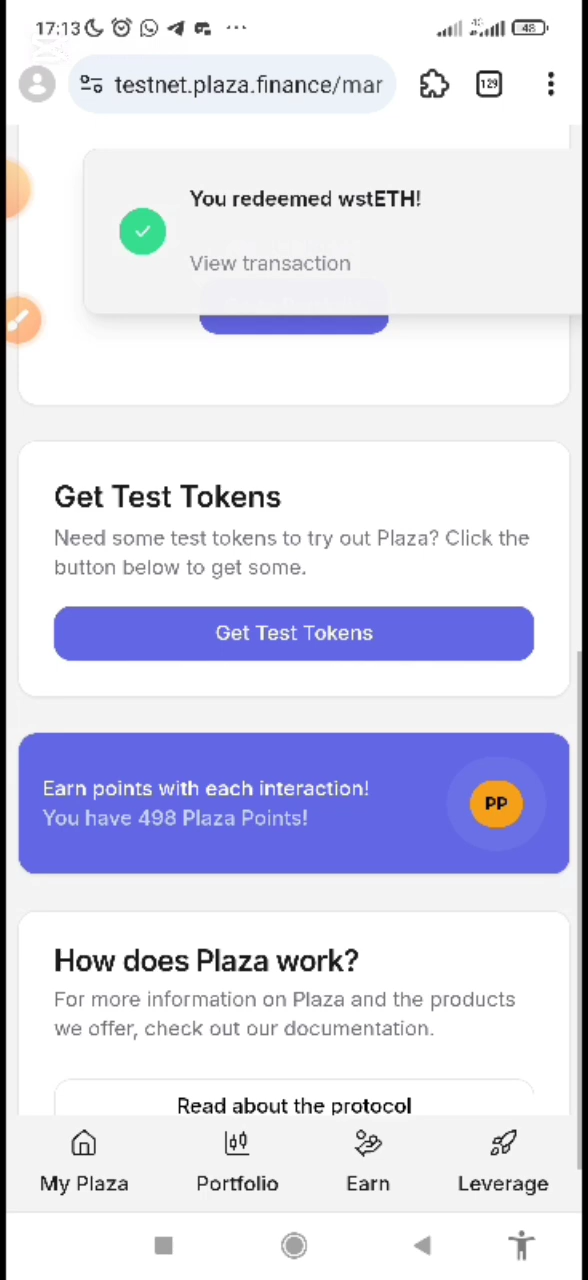 17:13
4G
48
testnet.plaza.finance/mar
129
You redeemed wstETH!
View transaction
Get Test Tokens
Need some test tokens to try out Plaza? Click the
button below to get some.
Get Test Tokens
Earn points with each interaction!
You have 498 Plaza Points!
PP
How does Plaza work?
For more information on Plaza and the products
we offer, check out our documentation.
Read about the protocol
My Plaza
Portfolio
Earn
Leverage